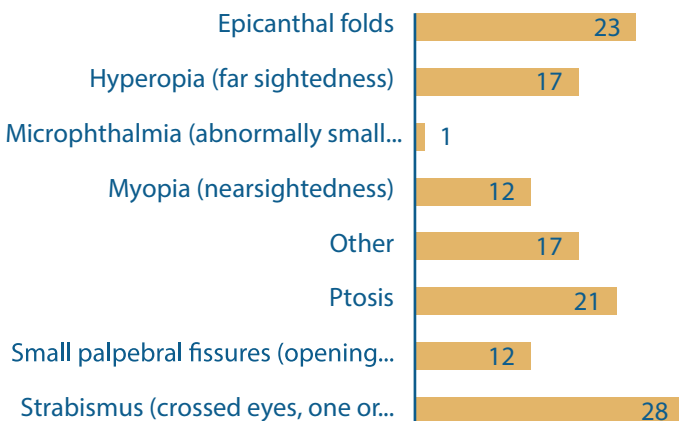 Epicanthal folds 23
Hyperopia (far sightedness) 17
Microphthalmia (abnormally small... 1
Myopia (nearsightedness) 12
Other 17
Ptosis 21
Small palpebral fissures (opening... 12
Strabismus (crossed eyes, one or... 28